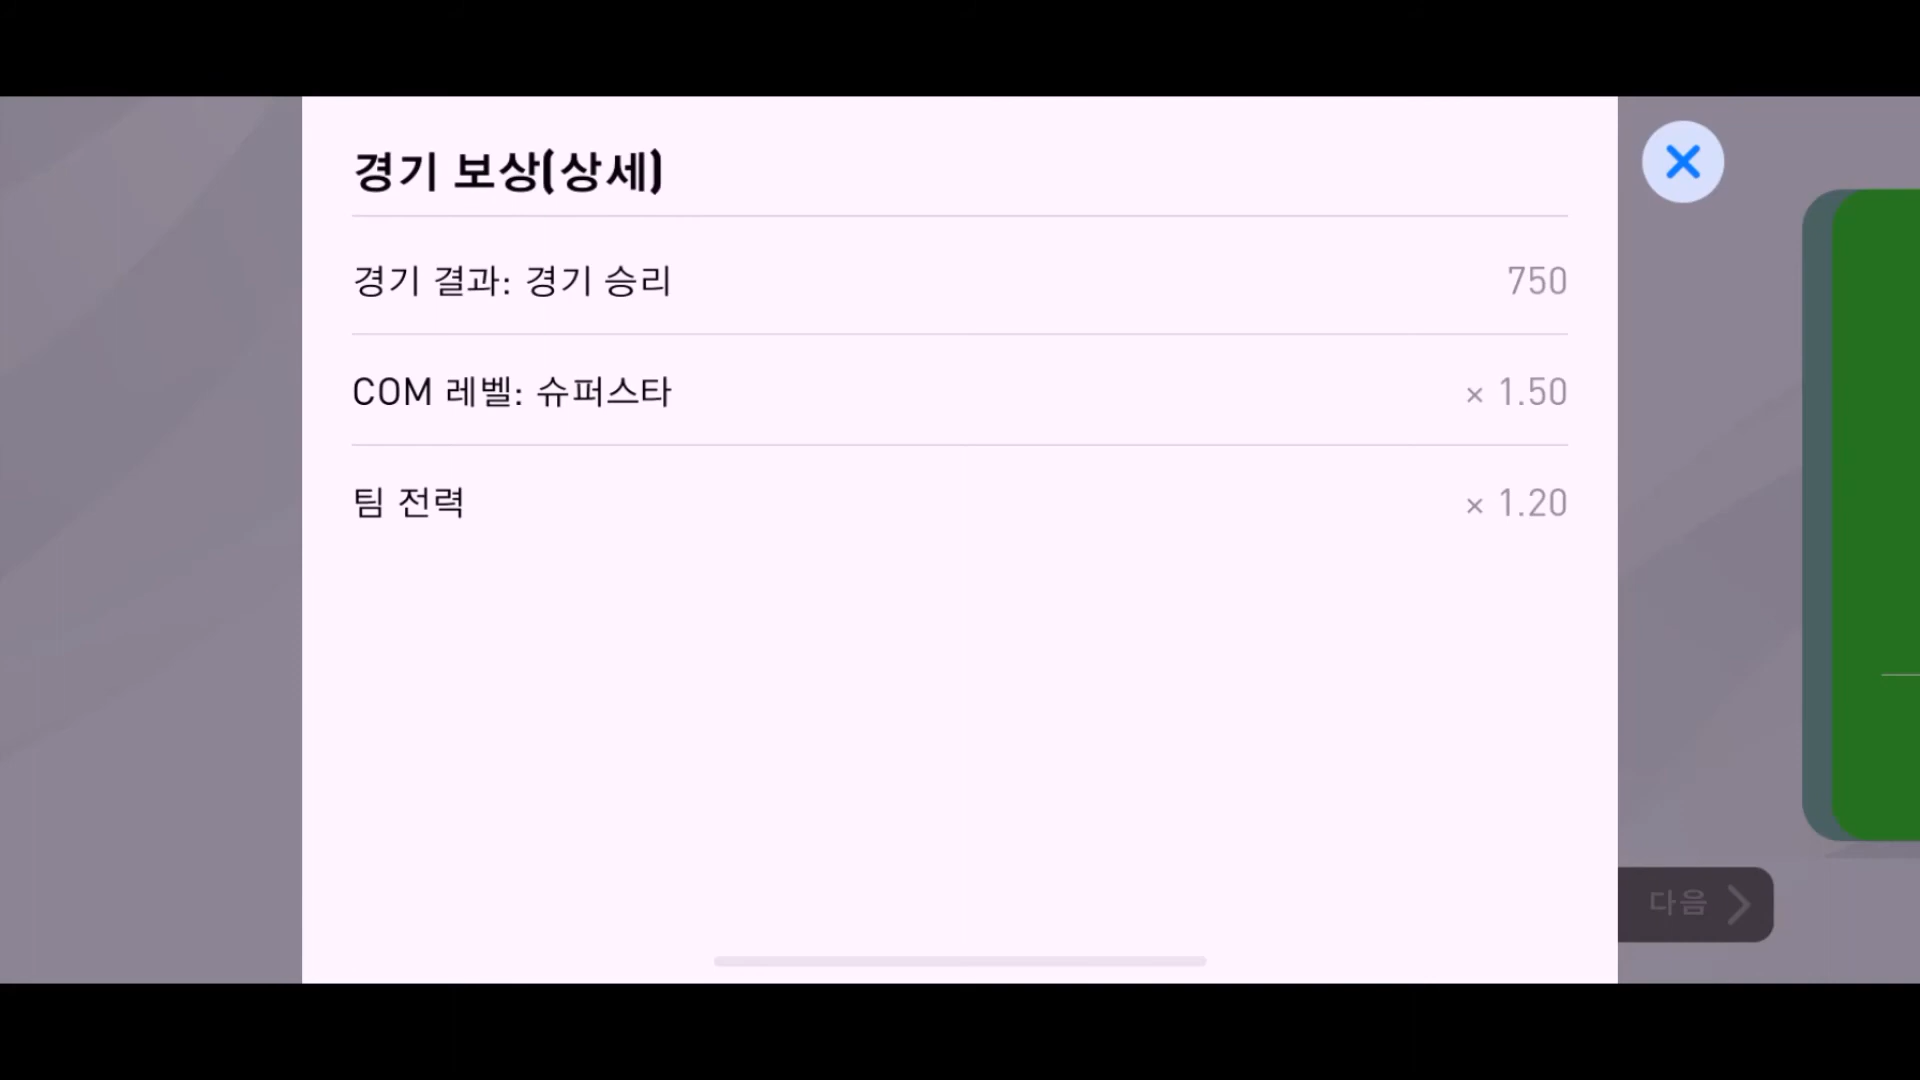 경기 보상(상세)
경기 결과: 경기 승리 750
COM 레벨: 슈퍼스타 × 1.50
팀 전력 × 1.20
다음